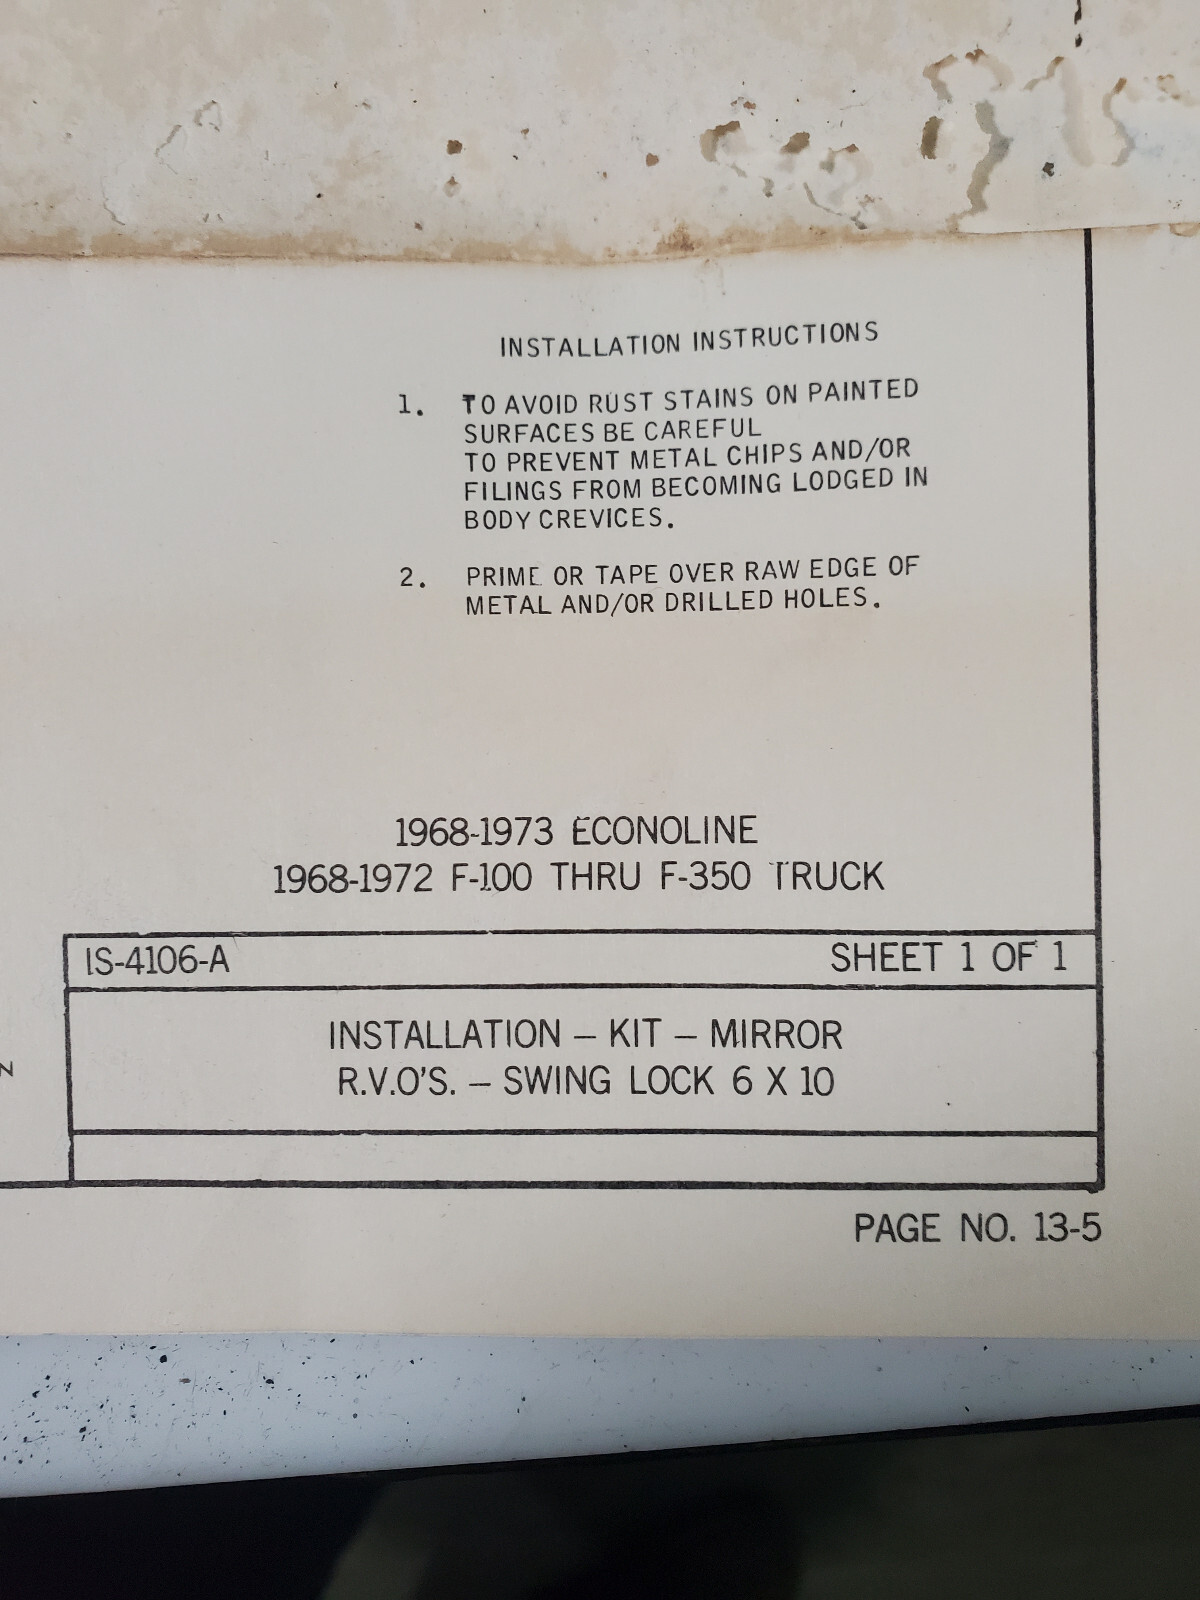 INSTALLATION INSTRUCTIONS
1. TO AVOID RUST STAINS ON PAINTED
SURFACES BE CAREFUL
TO PREVENT METAL CHIPS AND/OR
FILINGS FROM BECOMING LODGED IN
BODY CREVICES.
2. PRIME OR TAPE OVER RAW EDGE OF
METAL AND/OR DRILLED HOLES.
1968-1973 ECONOLINE
1968-1972 F-100 THRU F-350 TRUCK
IS-4106-A SHEET 1 OF 1
INSTALLATION – KIT – MIRROR
R.V.O'S. – SWING LOCK 6 X 10
PAGE NO. 13-5